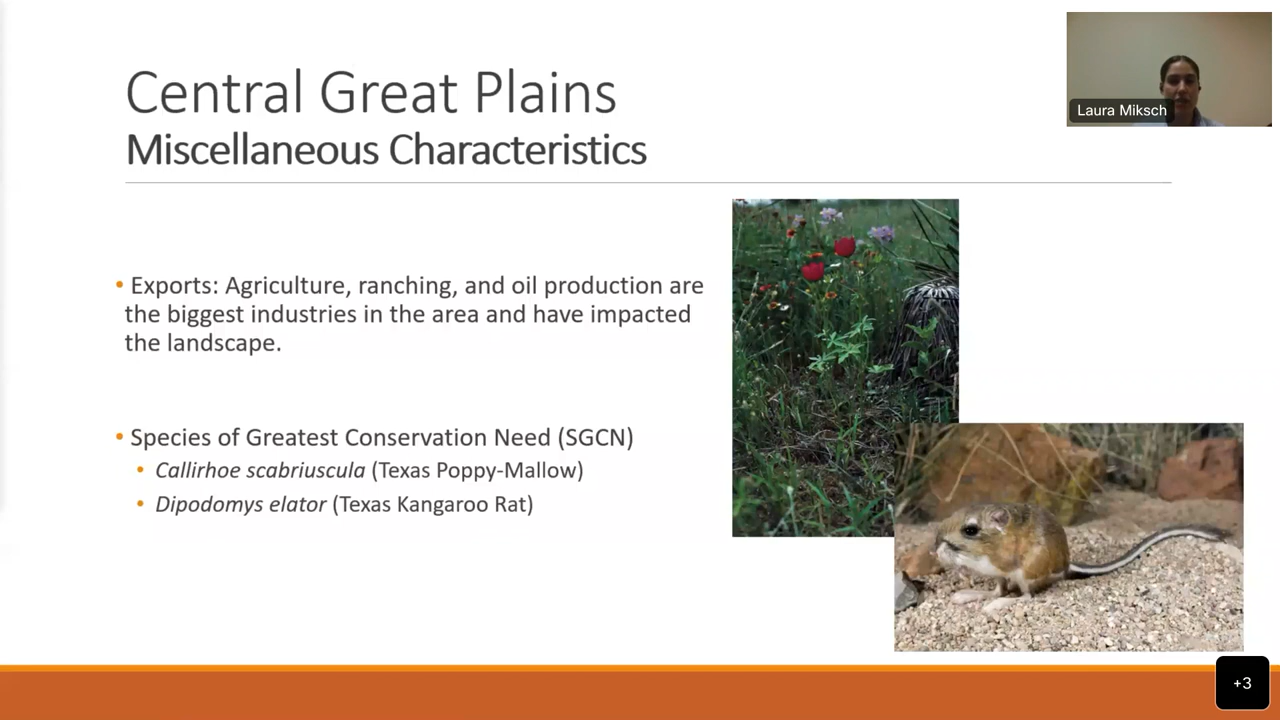 Central Great Plains
Miscellaneous Characteristics
Laura Miksch
• Exports: Agriculture, ranching, and oil production are
the biggest industries in the area and have impacted
the landscape.
• Species of Greatest Conservation Need (SGCN)
• Callirhoe scabriuscula (Texas Poppy-Mallow)
• Dipodomys elator (Texas Kangaroo Rat)
+3